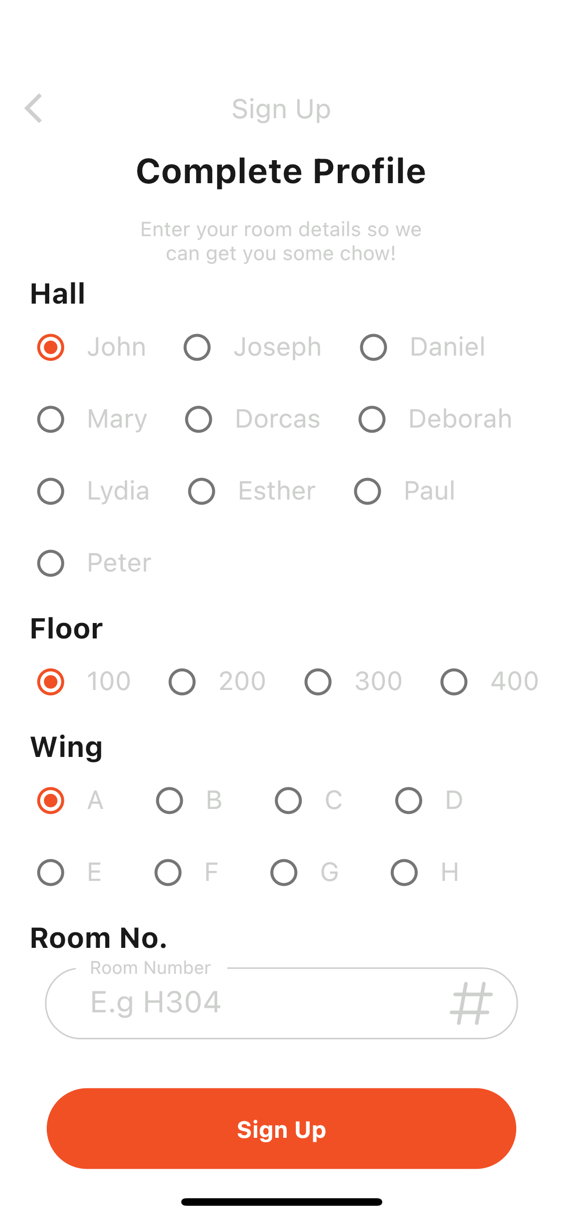 Sign Up
Complete Profile
Enter your room details so we
can get you some chow!
Hall
John Joseph Daniel
Mary Dorcas Deborah
Lydia Esther Paul
Peter
Floor
100 200 300 400
Wing
A B C D
E F G H
Room No.
Room Number
E.g H304 #
Sign Up